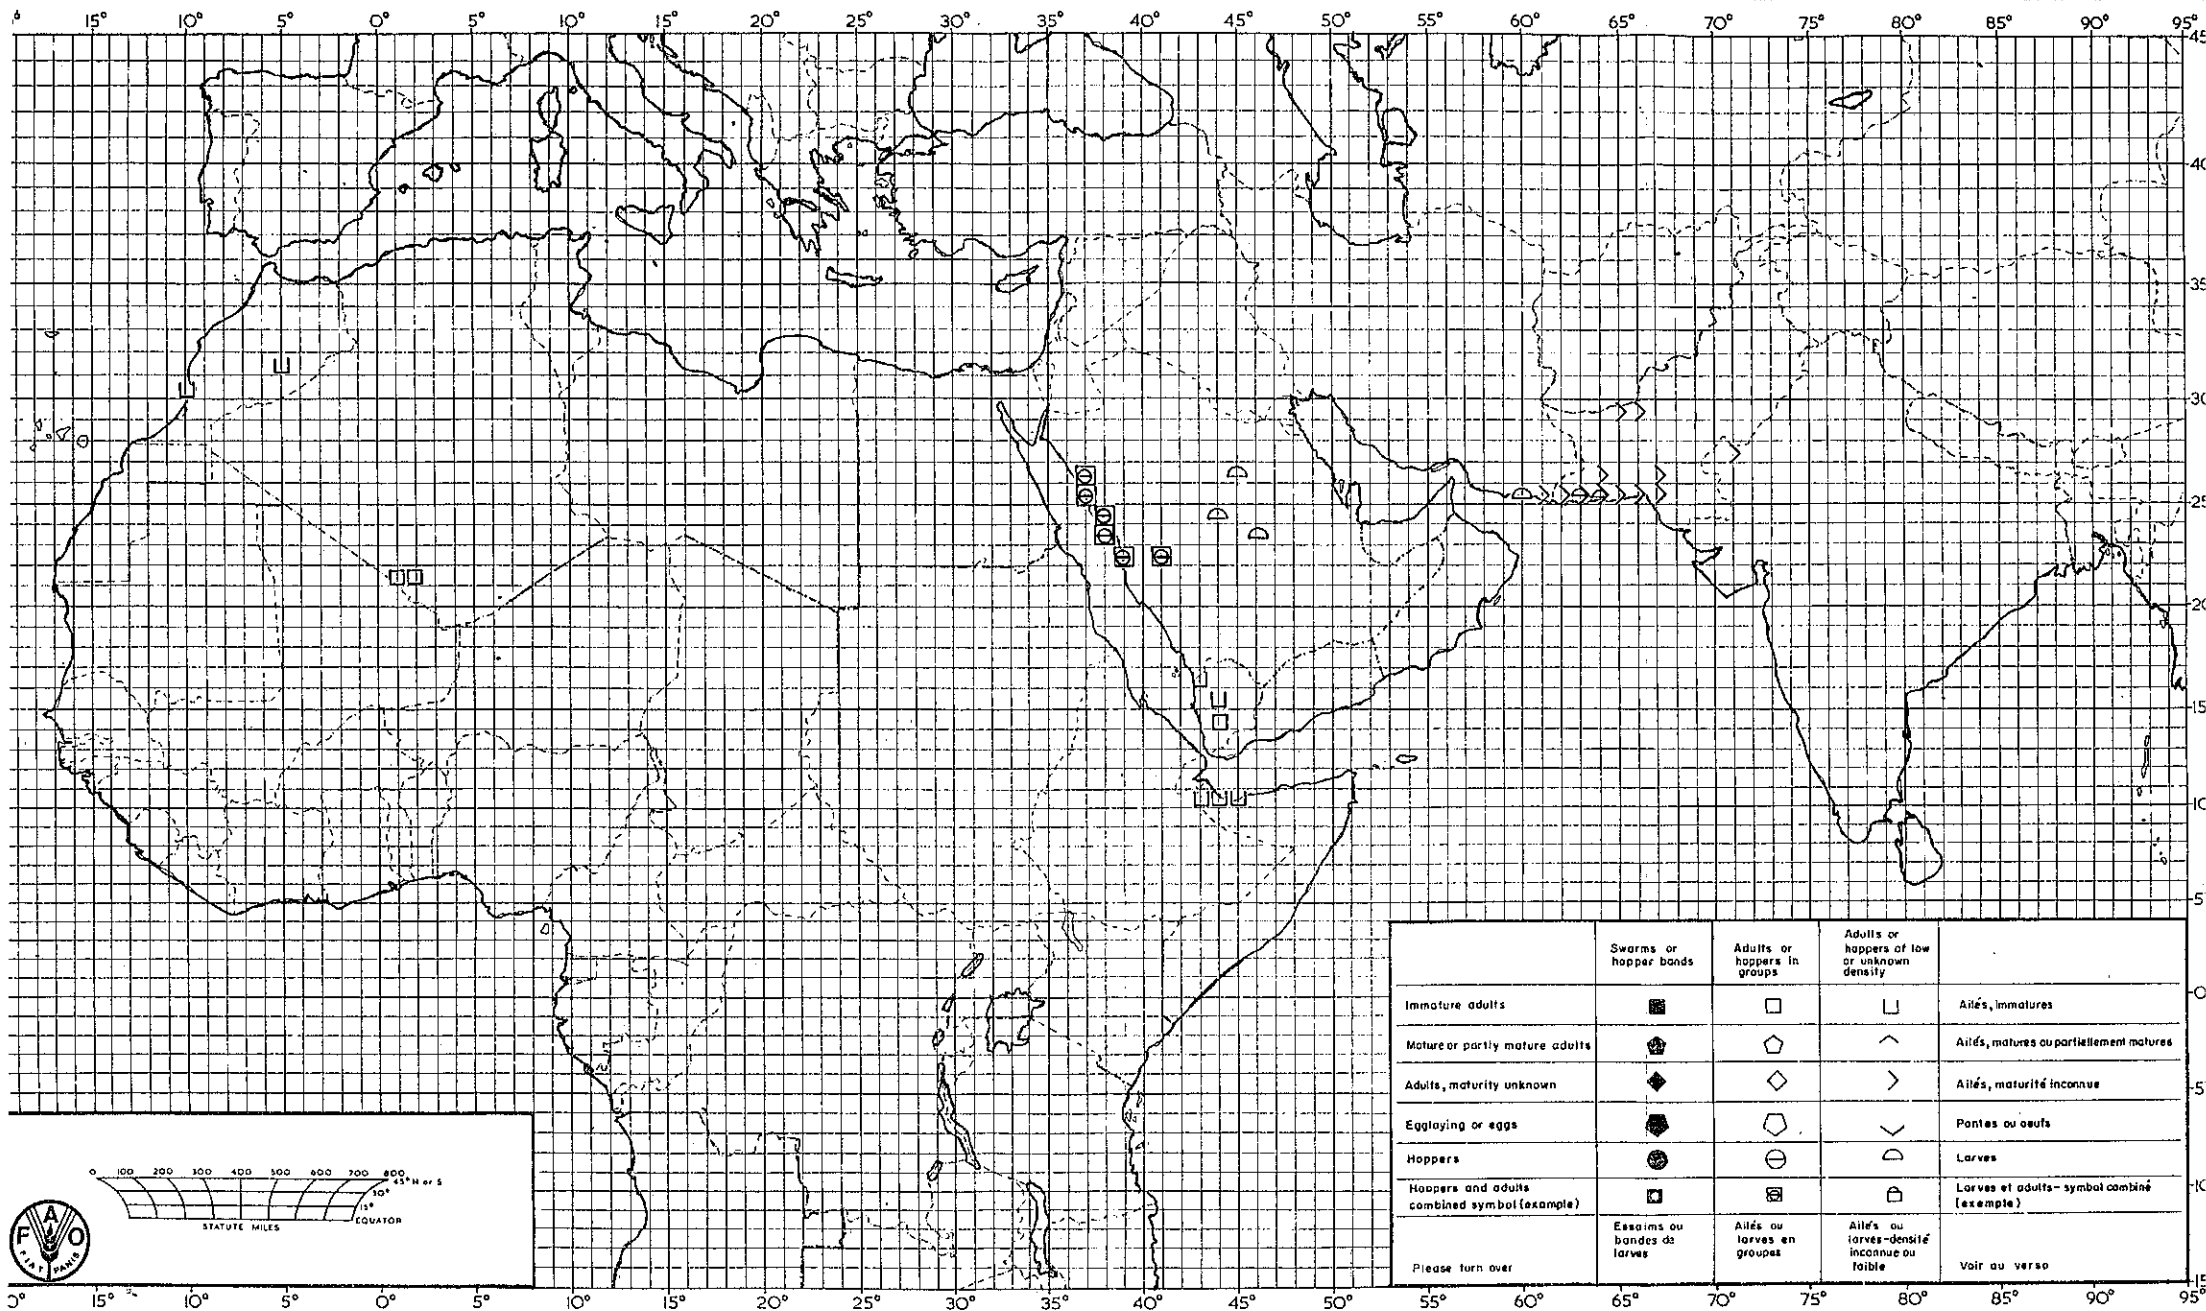 15° 10° 5° 0° 5° 10° 15° 20° 25° 30° 35° 40° 45° 50° 55° 60° 65° 70° 75° 80° 85° 90° 95°
45
40
35
30
25
20
15
10
5
0
5
10
15
Swarms or hopper bands
Adults or hoppers in groups
Adults or hoppers of low or unknown density
Immature adults
Ailés, immatures
Mature or partly mature adults
Ailés, matures ou partiellement matures
Adults, maturity unknown
Ailés, maturité inconnue
Egglaying or eggs
Pontes ou oeufs
Hoppers
Larves
Hoppers and adults
combined symbol (example)
Larves et adults – symbol combiné
(exemple)
Essaims ou bandes de larves
Ailés ou larves en groupes
Ailés ou larves-densité inconnue ou faible
Please turn over
Voir au verso
0 100 200 300 400 500 600 700 800
45° N or S
30°
15°
EQUATOR
STATUTE MILES
F A O
FIAT PANIS
15° 10° 5° 0° 5° 10° 15° 20° 25° 30° 35° 40° 45° 50° 55° 60° 65° 70° 75° 80° 85° 90° 95°